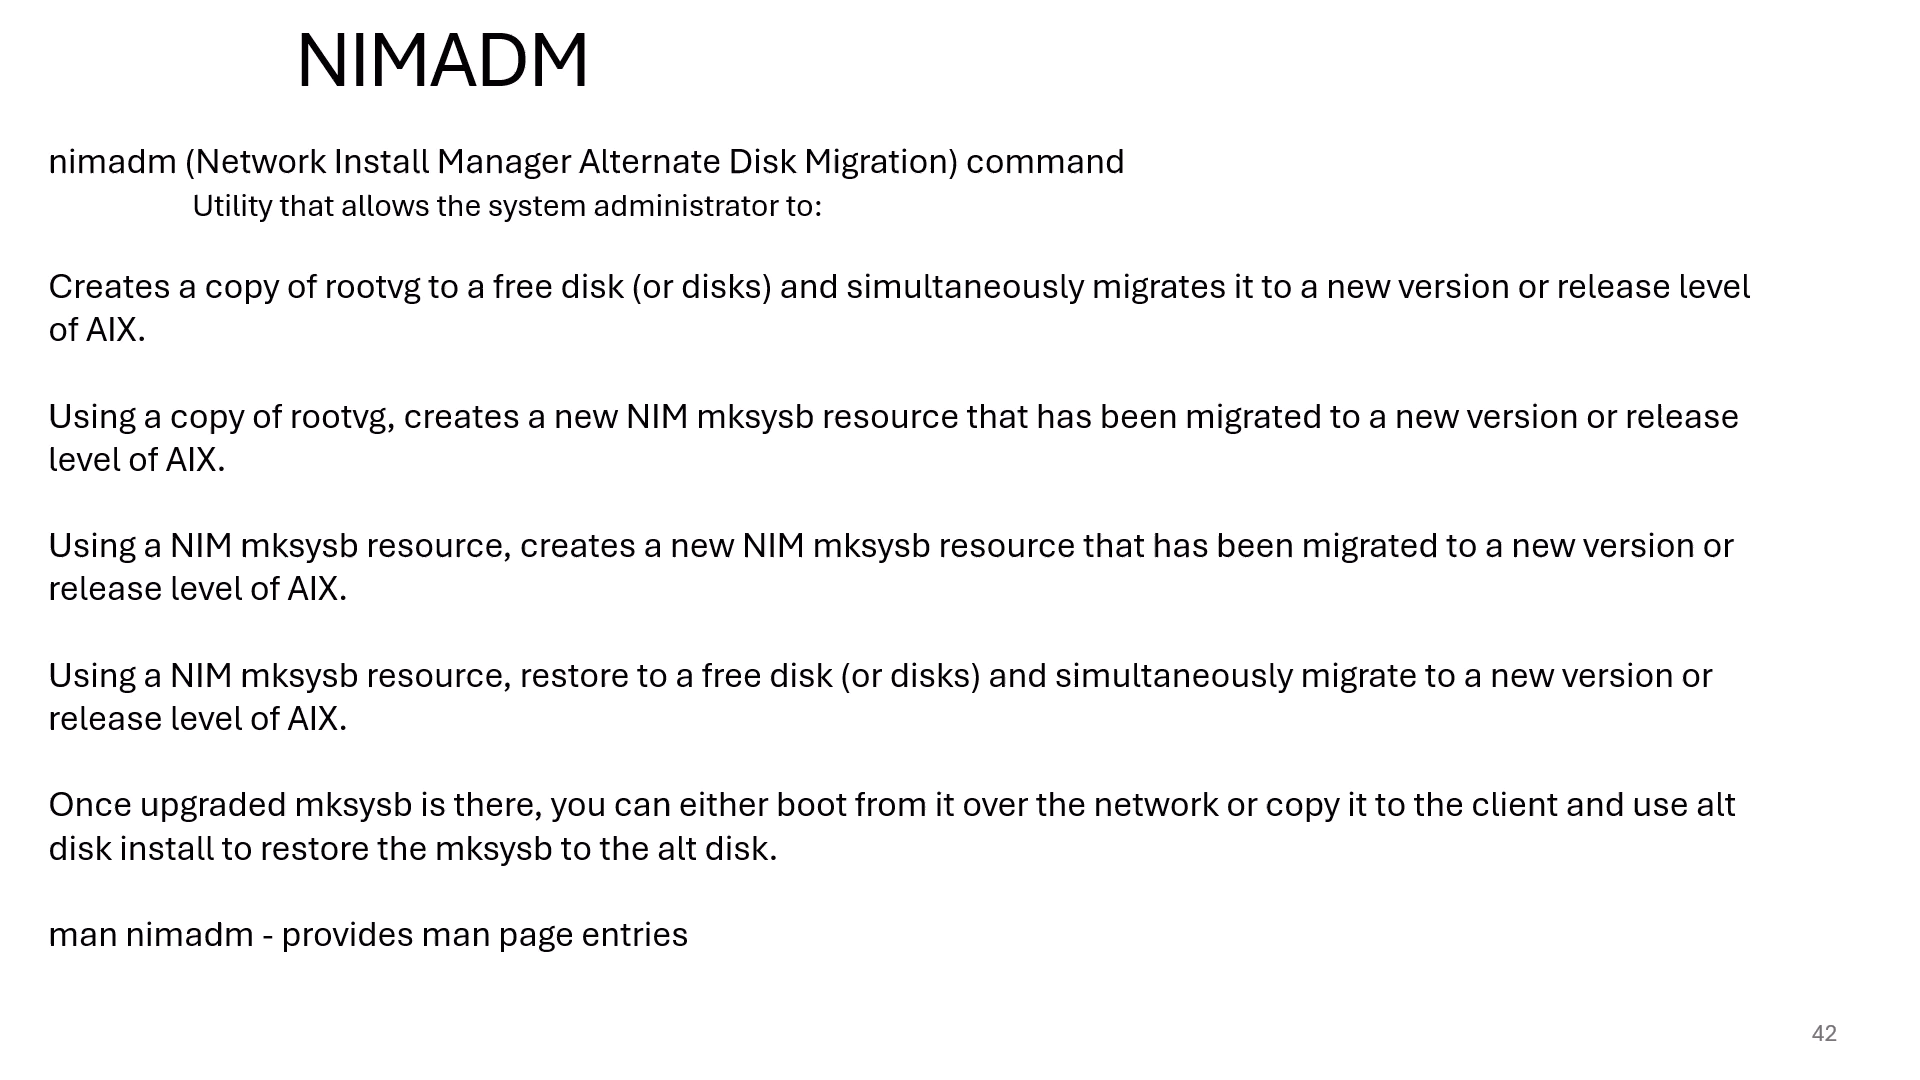 NIMADM
nimadm (Network Install Manager Alternate Disk Migration) command
Utility that allows the system administrator to:
Creates a copy of rootvg to a free disk (or disks) and simultaneously migrates it to a new version or release level
of AIX.
Using a copy of rootvg, creates a new NIM mksysb resource that has been migrated to a new version or release
level of AIX.
Using a NIM mksysb resource, creates a new NIM mksysb resource that has been migrated to a new version or
release level of AIX.
Using a NIM mksysb resource, restore to a free disk (or disks) and simultaneously migrate to a new version or
release level of AIX.
Once upgraded mksysb is there, you can either boot from it over the network or copy it to the client and use alt
disk install to restore the mksysb to the alt disk.
man nimadm - provides man page entries
42